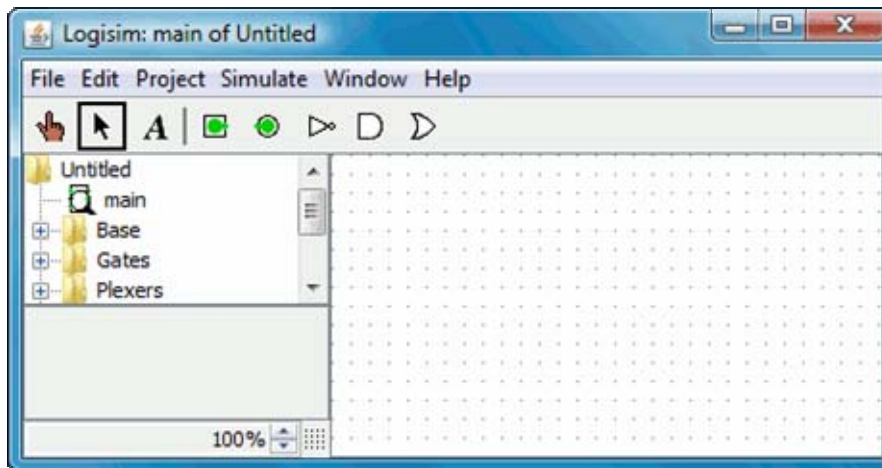 Logisim: main of Untitled
File Edit Project Simulate Window Help
A
Untitled
main
Base
Gates
Plexers
100%